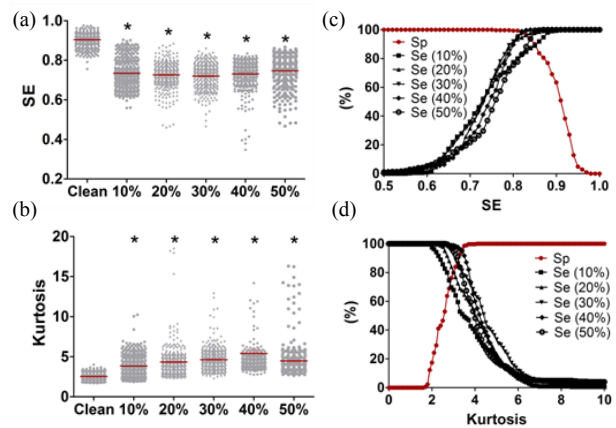 (a)
SE
1.0
0.8
0.6
0.4
0.2
* * * * *
Clean 10% 20% 30% 40% 50%
(b)
Kurtosis
20
15
10
5
0
* * * * *
Clean 10% 20% 30% 40% 50%
(c)
(%)
100
80
60
40
20
0
Sp
Se (10%)
Se (20%)
Se (30%)
Se (40%)
Se (50%)
0.5 0.6 0.7 0.8 0.9 1.0
SE
(d)
(%)
100
80
60
40
20
0
Sp
Se (10%)
Se (20%)
Se (30%)
Se (40%)
Se (50%)
0 2 4 6 8 10
Kurtosis